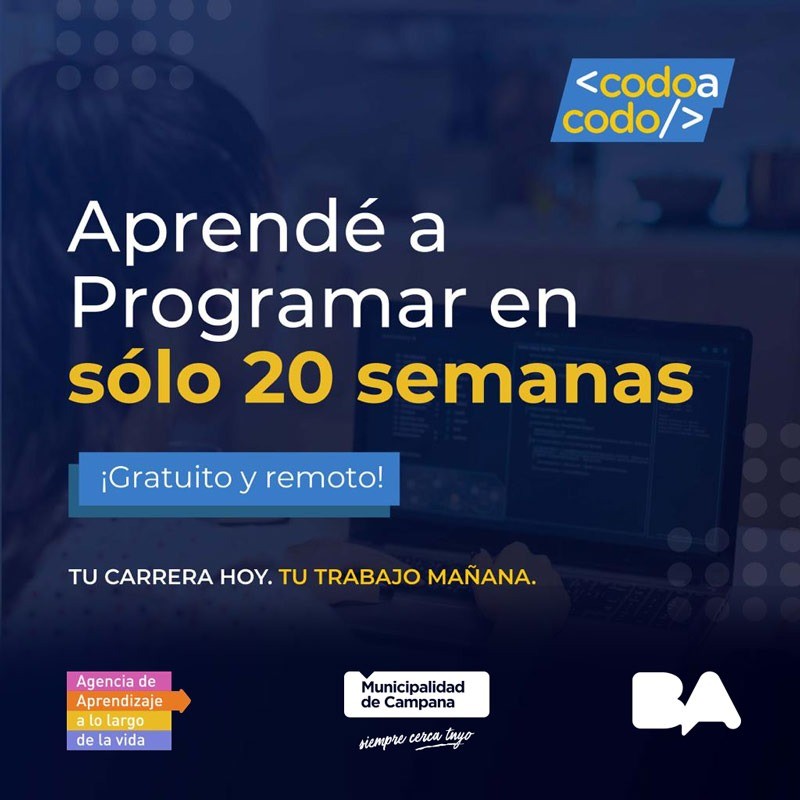 <codoa
codo/>
Aprendé a
Programar en
sólo 20 semanas
¡Gratuito y remoto!
TU CARRERA HOY. TU TRABAJO MAÑANA.
Agencia de
Aprendizaje
a lo largo
de la vida
Municipalidad
de Campana
siempre cerca tuyo
BA